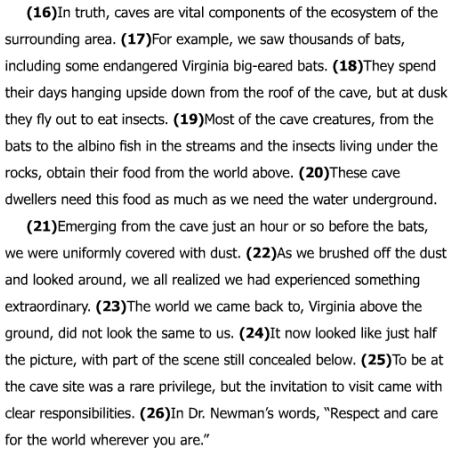 (16)In truth, caves are vital components of the ecosystem of the
surrounding area. (17)For example, we saw thousands of bats,
including some endangered Virginia big-eared bats. (18)They spend
their days hanging upside down from the roof of the cave, but at dusk
they fly out to eat insects. (19)Most of the cave creatures, from the
bats to the albino fish in the streams and the insects living under the
rocks, obtain their food from the world above. (20)These cave
dwellers need this food as much as we need the water underground.
(21)Emerging from the cave just an hour or so before the bats,
we were uniformly covered with dust. (22)As we brushed off the dust
and looked around, we all realized we had experienced something
extraordinary. (23)The world we came back to, Virginia above the
ground, did not look the same to us. (24)It now looked like just half
the picture, with part of the scene still concealed below. (25)To be at
the cave site was a rare privilege, but the invitation to visit came with
clear responsibilities. (26)In Dr. Newman’s words, “Respect and care
for the world wherever you are.”